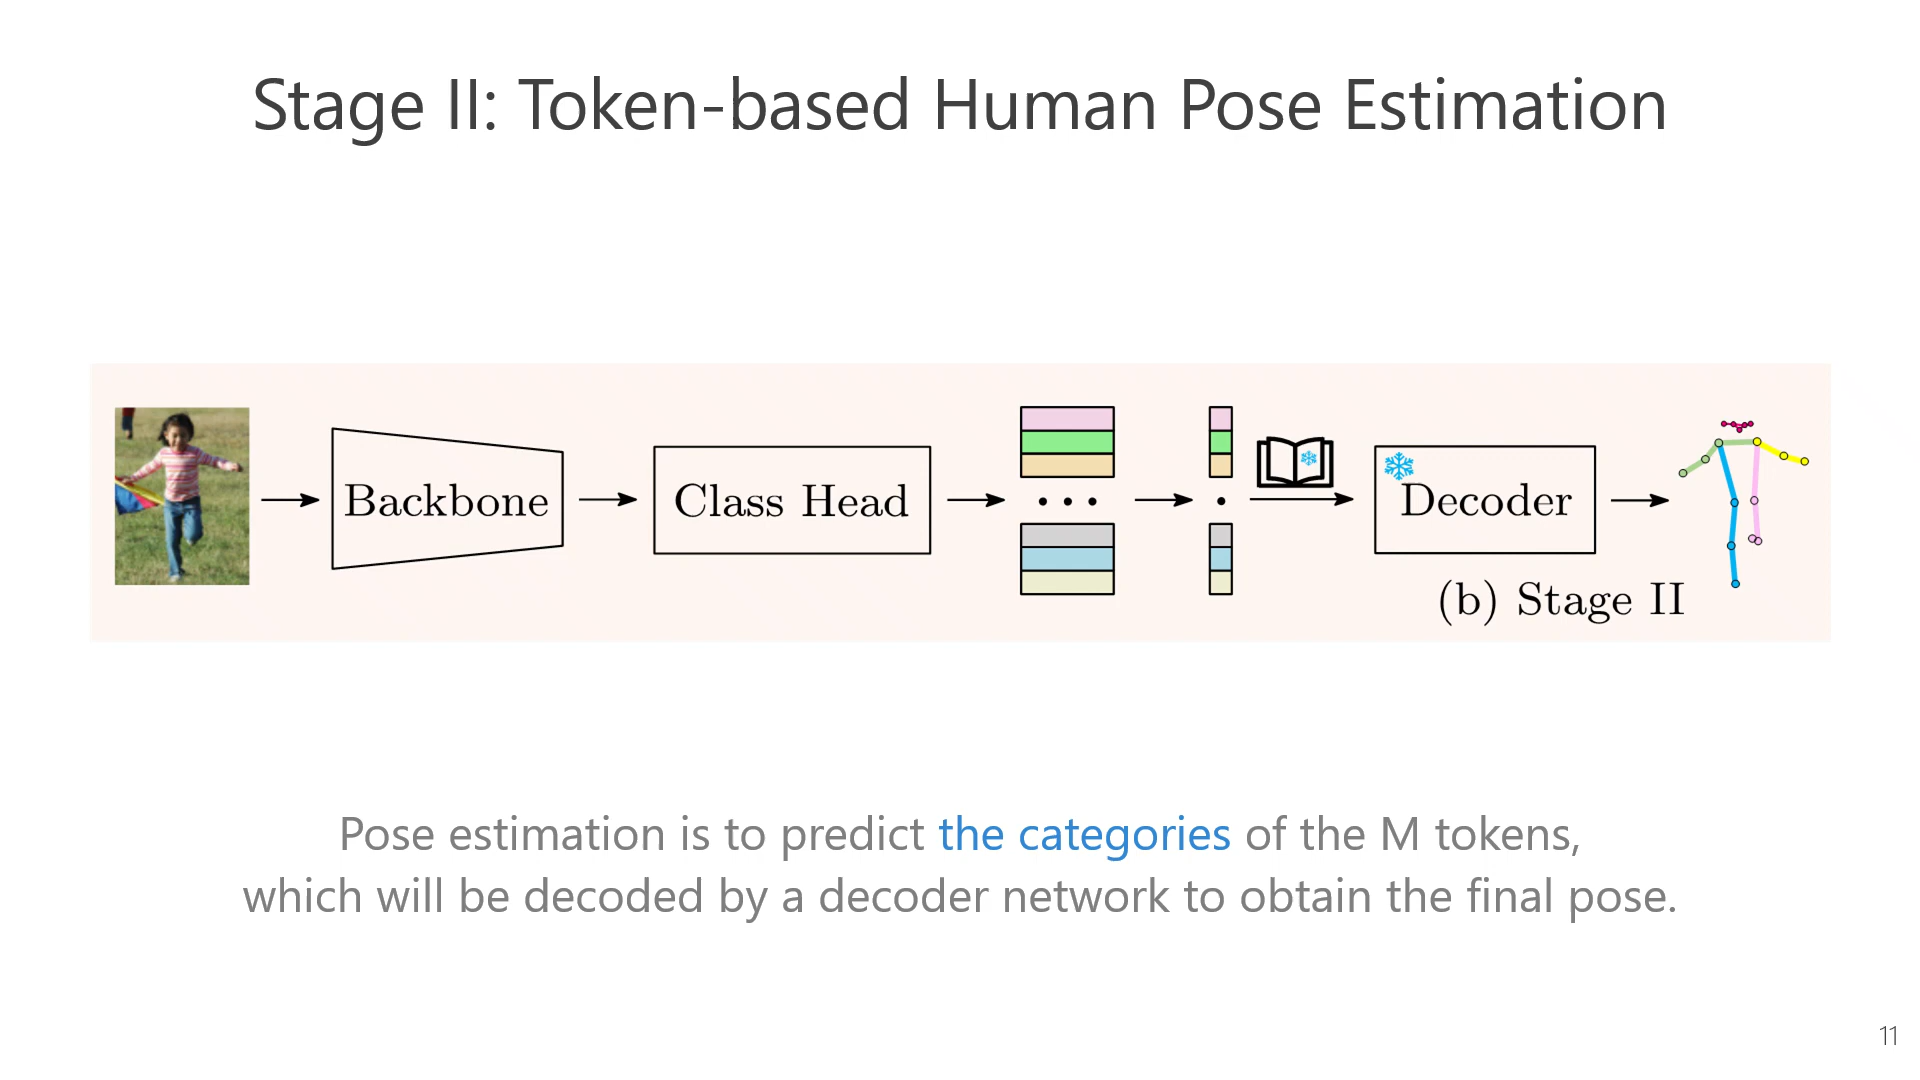 Stage II: Token-based Human Pose Estimation
Backbone
Class Head
Decoder
(b) Stage II
Pose estimation is to predict the categories of the M tokens,
which will be decoded by a decoder network to obtain the final pose.
11